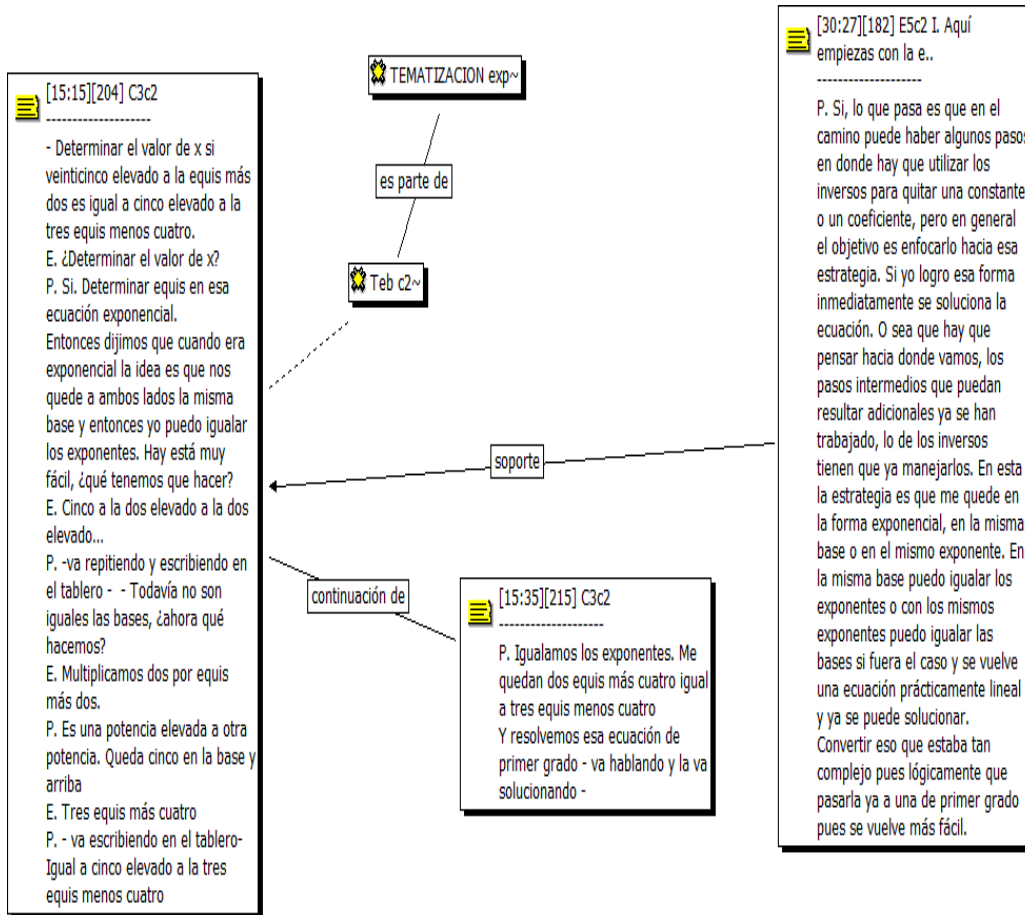 [15:15][204] C3c2
--------------------
- Determinar el valor de x si
veinticinco elevado a la equis más
dos es igual a cinco elevado a la
tres equis menos cuatro.
E. ¿Determinar el valor de x?
P. Si. Determinar equis en esa
ecuación exponencial.
Entonces dijimos que cuando era
exponencial la idea es que nos
quede a ambos lados la misma
base y entonces yo puedo igualar
los exponentes. Hay está muy
fácil, ¿qué tenemos que hacer?
E. Cinco a la dos elevado a la dos
elevado...
P. -va repitiendo y escribiendo en
el tablero - - Todavía no son
iguales las bases, ¿ahora qué
hacemos?
E. Multiplicamos dos por equis
más dos.
P. Es una potencia elevada a otra
potencia. Queda cinco en la base y
arriba
E. Tres equis más cuatro
P. - va escribiendo en el tablero-
Igual a cinco elevado a la tres
equis menos cuatro
TEMATIZACION exp~
es parte de
Teb c2~
soporte
continuación de
[15:35][215] C3c2
--------------------
P. Igualamos los exponentes. Me
quedan dos equis más cuatro igual
a tres equis menos cuatro
Y resolvemos esa ecuación de
primer grado - va hablando y la va
solucionando -
[30:27][182] E5c2 I. Aquí
empiezas con la e..
--------------------
P. Si, lo que pasa es que en el
camino puede haber algunos pasos
en donde hay que utilizar los
inversos para quitar una constante
o un coeficiente, pero en general
el objetivo es enfocarlo hacia esa
estrategia. Si yo logro esa forma
inmediatamente se soluciona la
ecuación. O sea que hay que
pensar hacia donde vamos, los
pasos intermedios que puedan
resultar adicionales ya se han
trabajado, lo de los inversos
tienen que ya manejarlos. En esta
la estrategia es que me quede en
la forma exponencial, en la misma
base o en el mismo exponente. En
la misma base puedo igualar los
exponentes o con los mismos
exponentes puedo igualar las
bases si fuera el caso y se vuelve
una ecuación prácticamente lineal
y ya se puede solucionar.
Convertir eso que estaba tan
complejo pues lógicamente que
pasarla ya a una de primer grado
pues se vuelve más fácil.